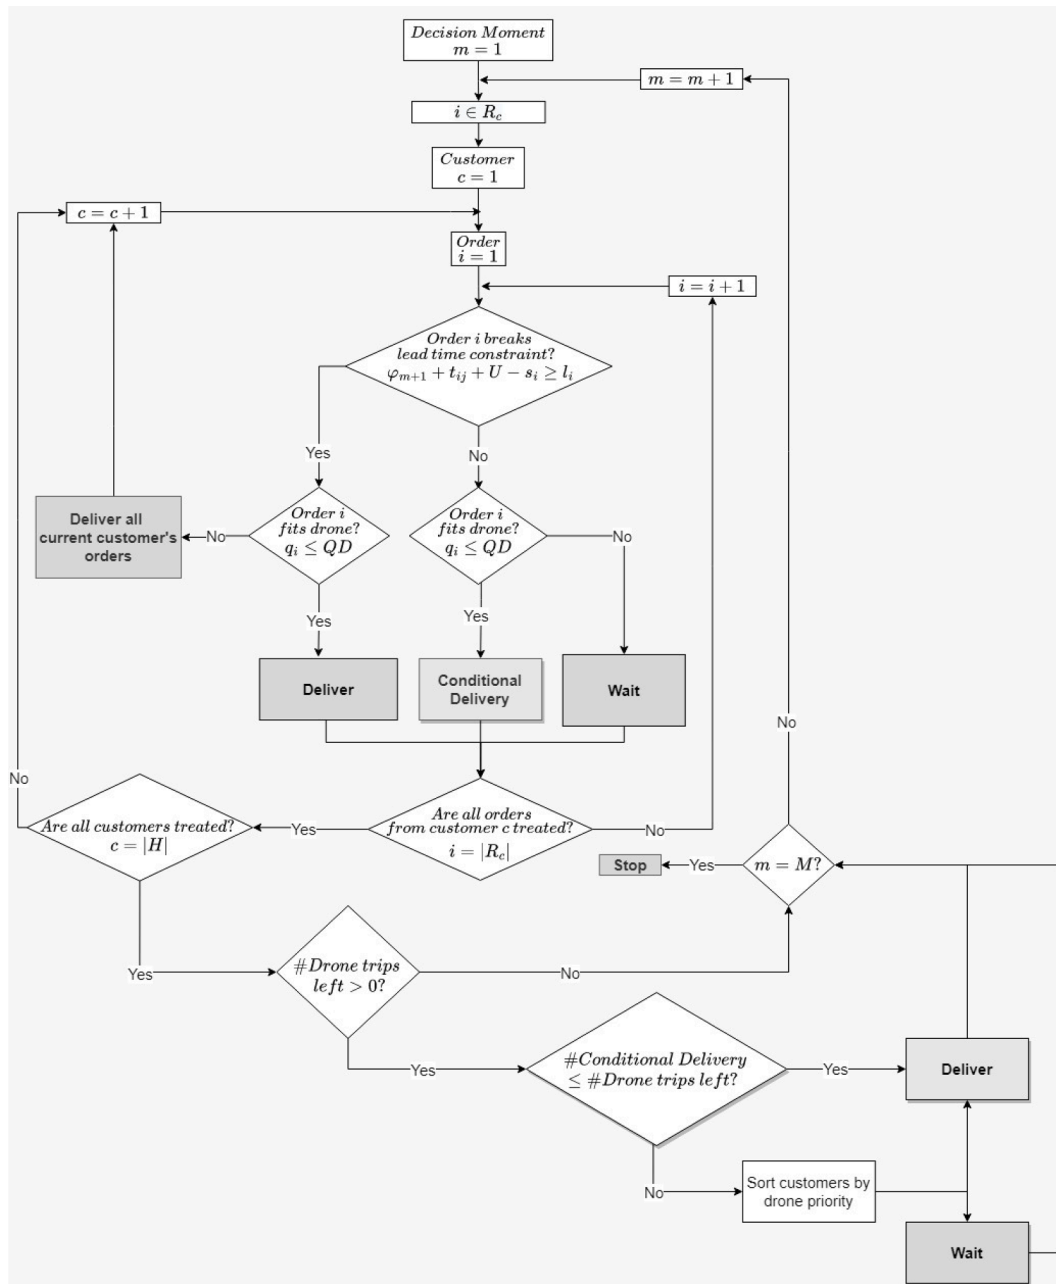 Decision Moment
m = 1
m = m + 1
i ∈ R_c
Customer
c = 1
c = c + 1
Order
i = 1
i = i + 1
Order i breaks
lead time constraint?
φ_{m+1} + t_{ij} + U − s_i ≥ l_i
Yes
No
Order i
fits drone?
q_i ≤ QD
Order i
fits drone?
q_i ≤ QD
No
No
Deliver all
current customer's
orders
Yes
Yes
Deliver
Conditional
Delivery
Wait
No
No
Are all customers treated?
c = |H|
Yes
Are all orders
from customer c treated?
i = |R_c|
No
Stop
Yes
m = M?
Yes
#Drone trips
left > 0?
No
Yes
#Conditional Delivery
≤ #Drone trips left?
Yes
Deliver
No
Sort customers by
drone priority
Wait